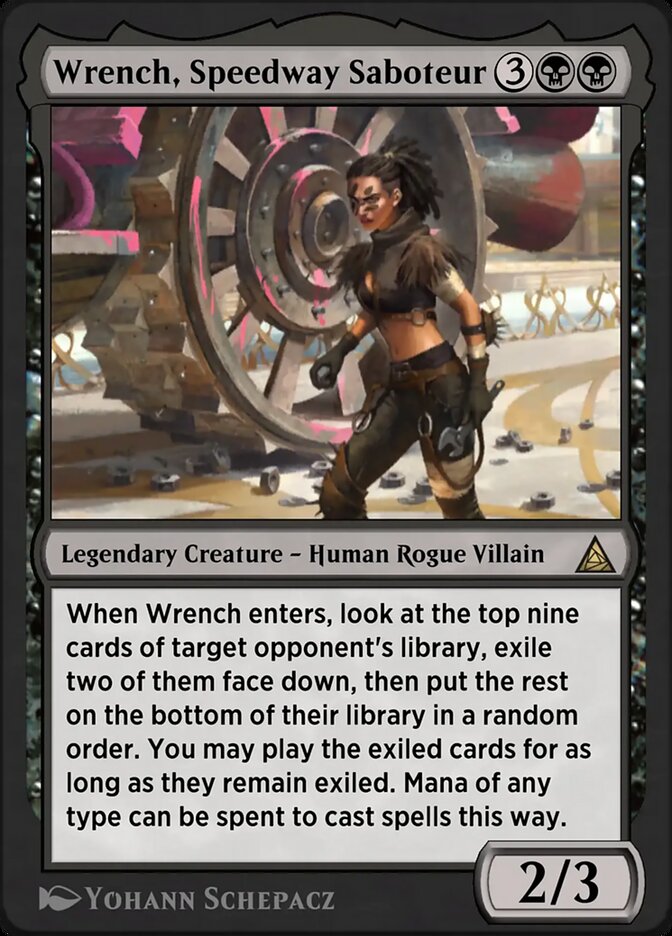 Wrench, Speedway Saboteur 3
Legendary Creature – Human Rogue Villain
When Wrench enters, look at the top nine
cards of target opponent's library, exile
two of them face down, then put the rest
on the bottom of their library in a random
order. You may play the exiled cards for as
long as they remain exiled. Mana of any
type can be spent to cast spells this way.
2/3
Yohann Schepacz